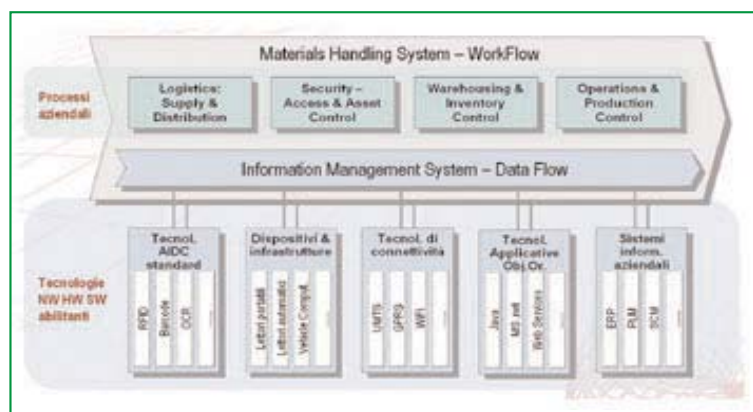 Materials Handling System – WorkFlow
Processi
aziendali
Logistics:
Supply &
Distribution
Security –
Access & Asset
Control
Warehousing &
Inventory
Control
Operations &
Production
Control
Information Management System – Data Flow
Tecnologie
NW HW SW
abilitanti
Tecnol.
AIDC
standard
RFID
Barcode
OCR
......
Dispositivi &
infrastrutture
Lettori portatili
Lettori automatici
Vehicle Comput.
......
Tecnol. di
connettività
UMTS
GPRS
WiFi
......
Tecnol.
Applicative
Obj Or.
Java
MS .net
Web Services
......
Sistemi
inform.
aziendali
ERP
PLM
SCM
......